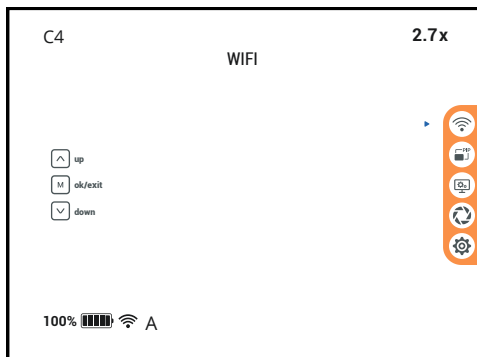 C4
2.7x
WIFI
PIP
up
M ok/exit
down
100% A